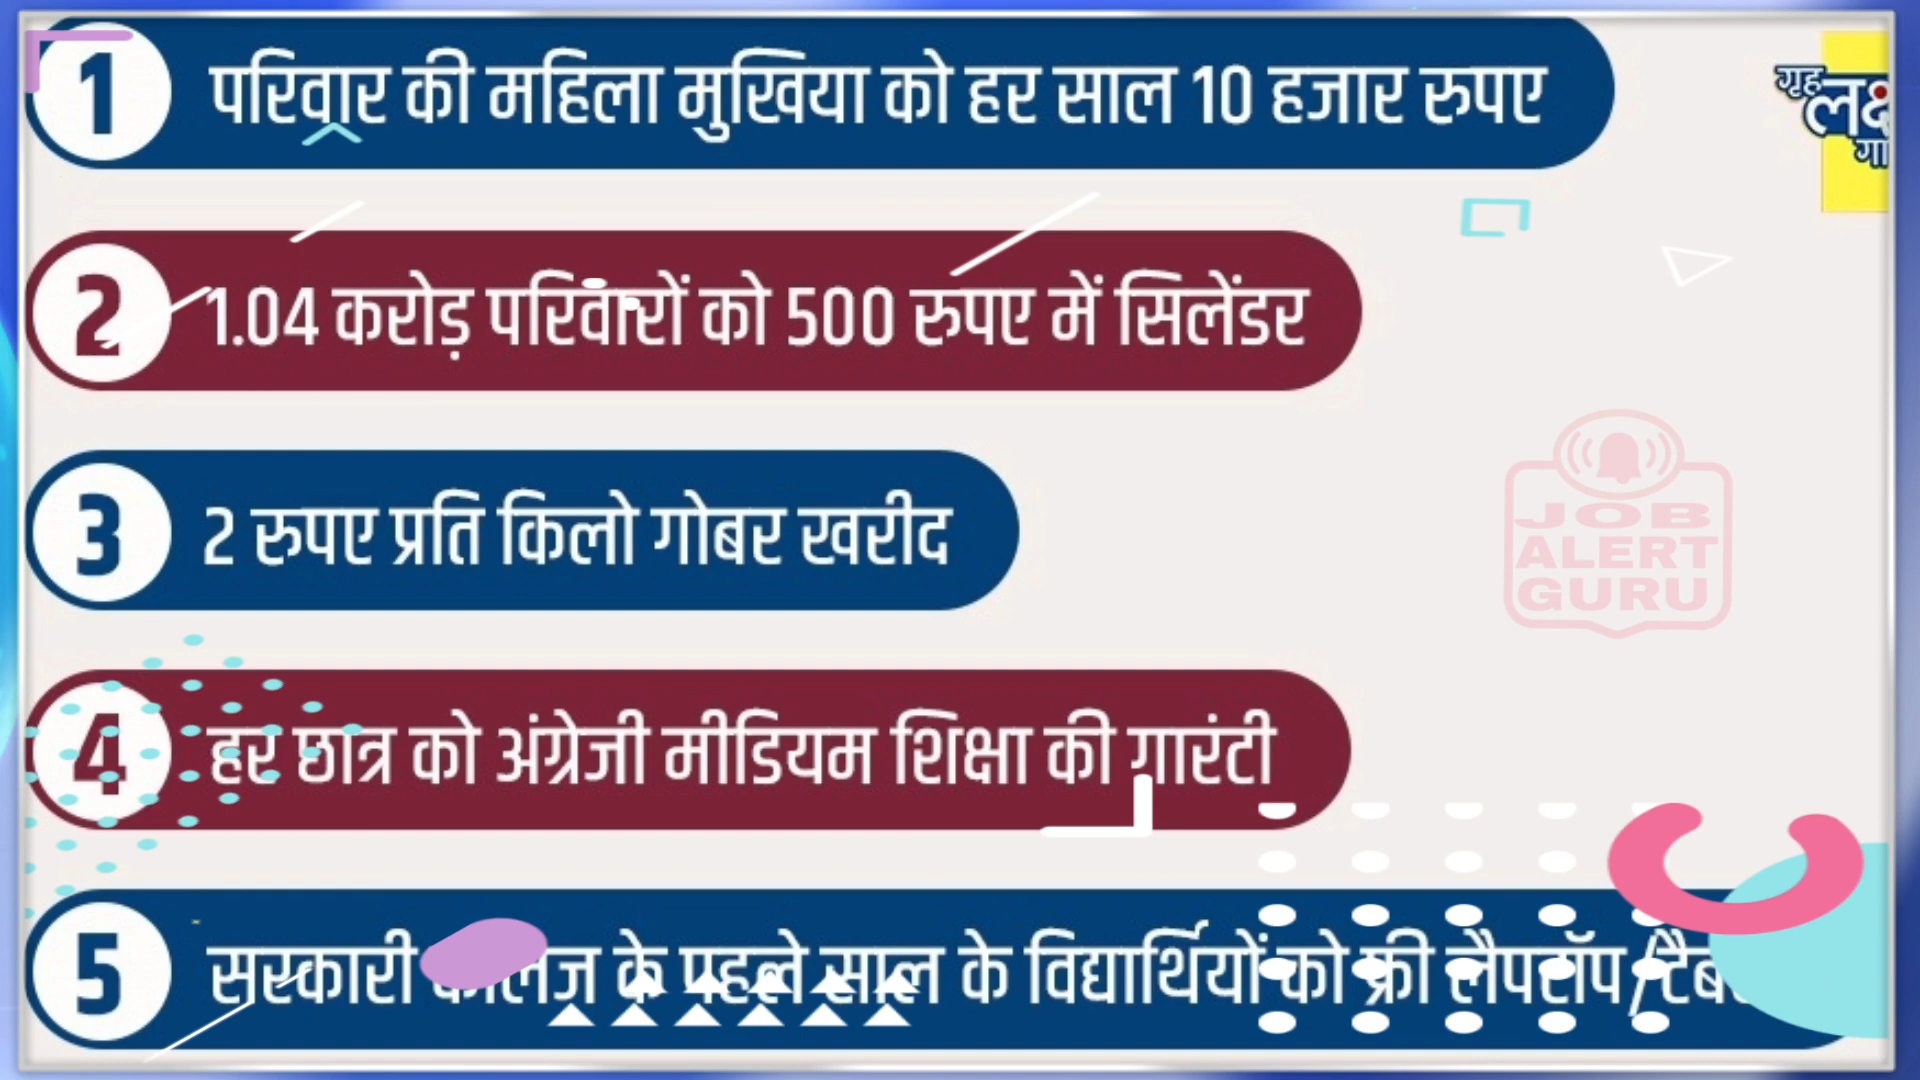 1 परिवार की महिला मुखिया को हर साल 10 हजार रुपए
गृह
2 1.04 करोड़ परिवारों को 500 रुपए में सिलेंडर
3 2 रुपए प्रति किलो गोबर खरीद
JOB
ALERT
GURU
4 हर छात्र को अंग्रेजी मीडियम शिक्षा की गारंटी
5 सरकारी के पहले साल के विद्यार्थियों को फ्री लैपटॉप/